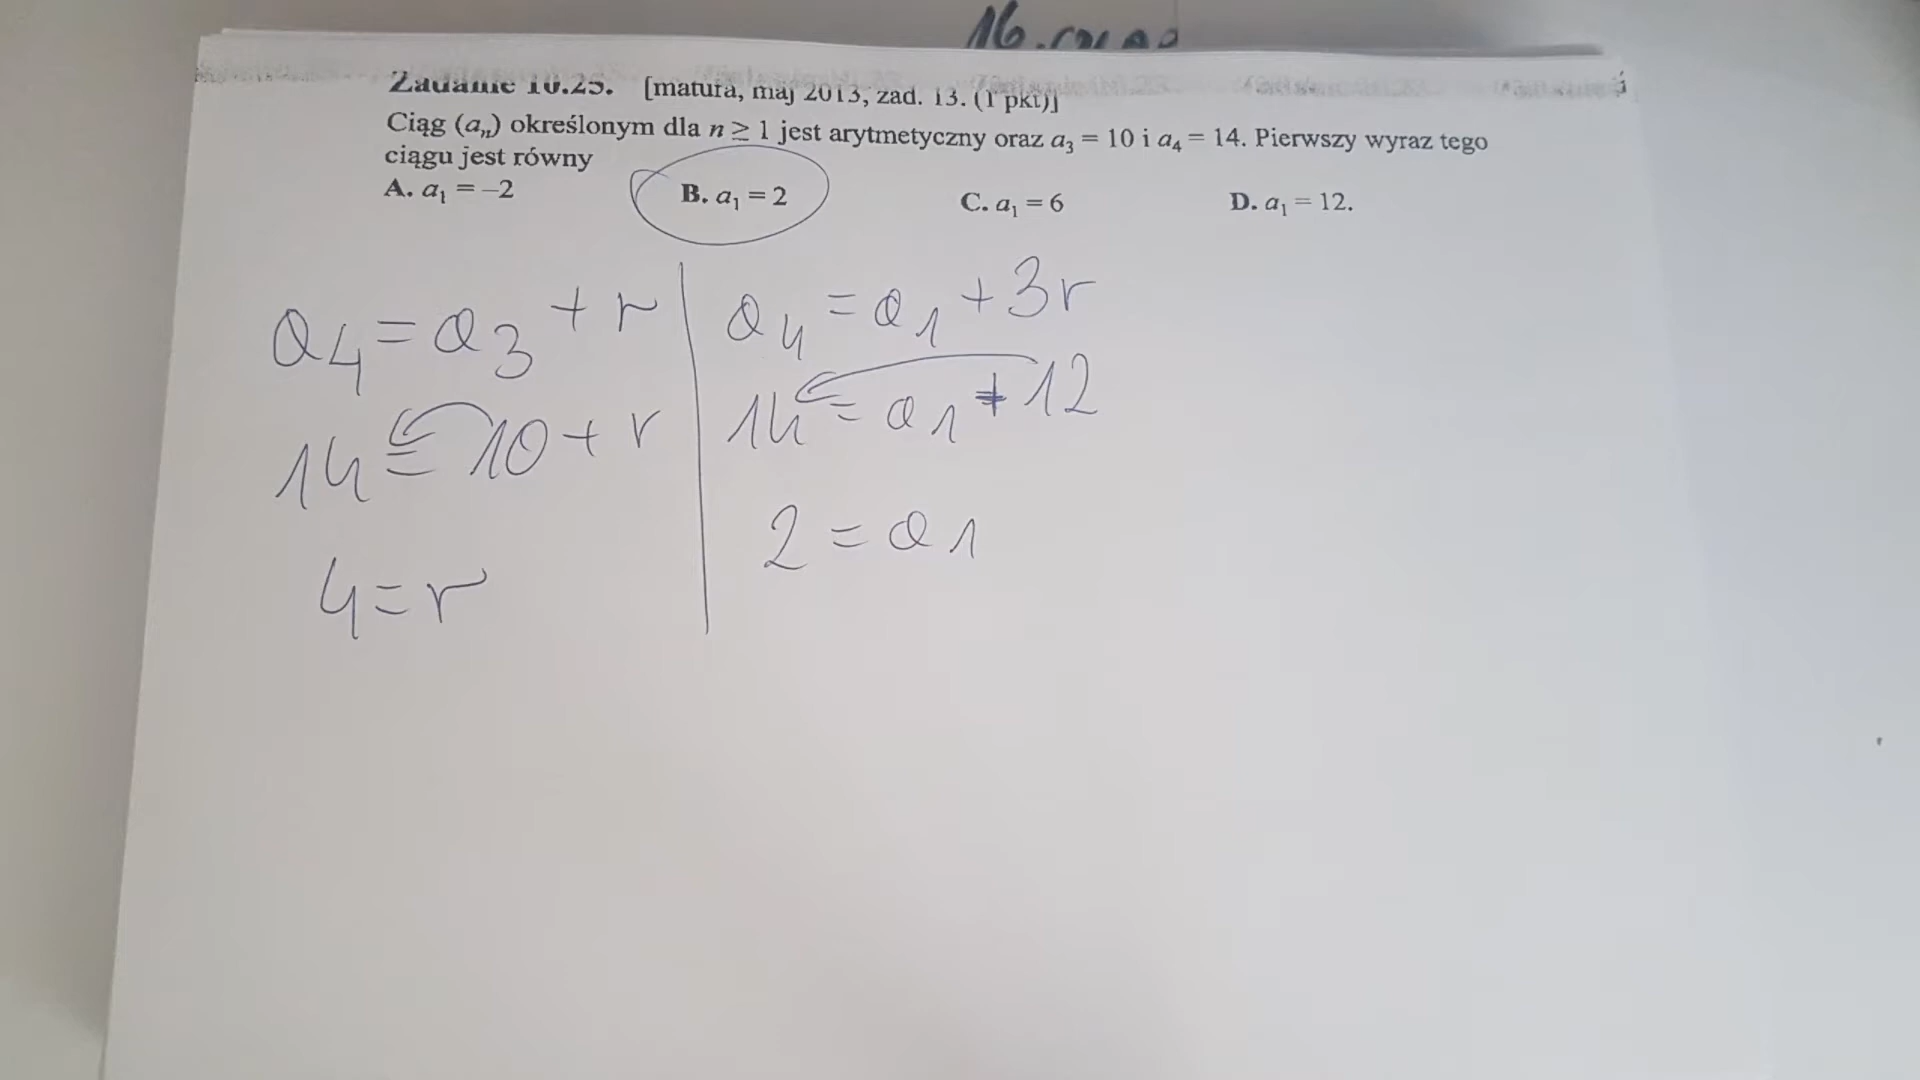 Zadanie 10.25. [matura, maj 2013, zad. 13. (1 pkt)]
Ciąg (aₙ) określonym dla n ≥ 1 jest arytmetyczny oraz a₃ = 10 i a₄ = 14. Pierwszy wyraz tego
ciągu jest równy
A. a₁ = –2 B. a₁ = 2 C. a₁ = 6 D. a₁ = 12.
a₄ = a₃ + r
14 = 10 + r
4 = r
a₄ = a₁ + 3r
14 = a₁ + 12
2 = a₁